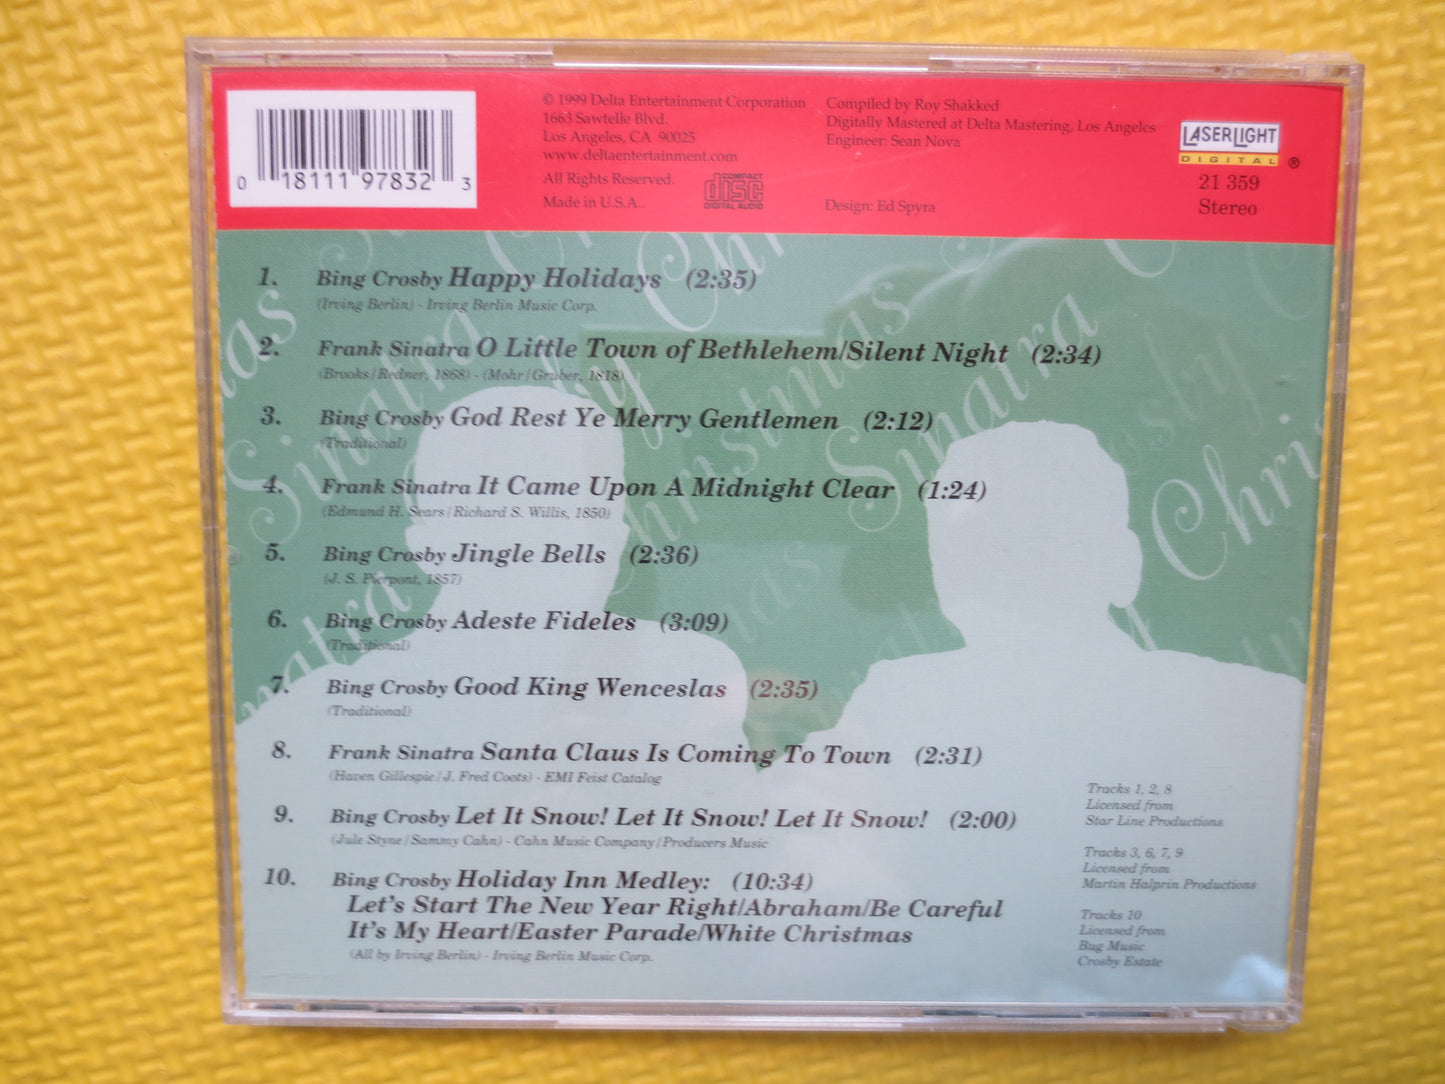 0 18111 97832 3
© 1999 Delta Entertainment Corporation
1663 Sawtelle Blvd.
Los Angeles, CA 90025
www.deltaentertainment.com
All Rights Reserved.
Made in U.S.A..
COMPACT
disc
DIGITAL AUDIO
Compiled by Roy Shakked
Digitally Mastered at Delta Mastering, Los Angeles
Engineer: Sean Nova
Design: Ed Spyra
LASERLIGHT
DIGITAL ®
21 359
Stereo
1. Bing Crosby Happy Holidays (2:35)
(Irving Berlin) - Irving Berlin Music Corp.
2. Frank Sinatra O Little Town of Bethlehem/Silent Night (2:34)
(Brooks/Redner, 1868) - (Mohr/Gruber, 1818)
3. Bing Crosby God Rest Ye Merry Gentlemen (2:12)
(Traditional)
4. Frank Sinatra It Came Upon A Midnight Clear (1:24)
(Edmund H. Sears/Richard S. Willis, 1850)
5. Bing Crosby Jingle Bells (2:36)
(J. S. Pierpont, 1857)
6. Bing Crosby Adeste Fideles (3:09)
(Traditional)
7. Bing Crosby Good King Wenceslas (2:35)
(Traditional)
8. Frank Sinatra Santa Claus Is Coming To Town (2:31)
(Haven Gillespie/J. Fred Coots) - EMI Feist Catalog
9. Bing Crosby Let It Snow! Let It Snow! Let It Snow! (2:00)
(Jule Styne/Sammy Cahn) - Cahn Music Company/Producers Music
10. Bing Crosby Holiday Inn Medley: (10:34)
Let's Start The New Year Right/Abraham/Be Careful
It's My Heart/Easter Parade/White Christmas
(All by Irving Berlin) - Irving Berlin Music Corp.
Tracks 1, 2, 8
Licensed from
Star Line Productions
Tracks 3, 6, 7, 9
Licensed from
Martin Halprin Productions
Tracks 10
Licensed from
Bug Music
Crosby Estate
Sinatra
Christmas
Sinatra
Crosby